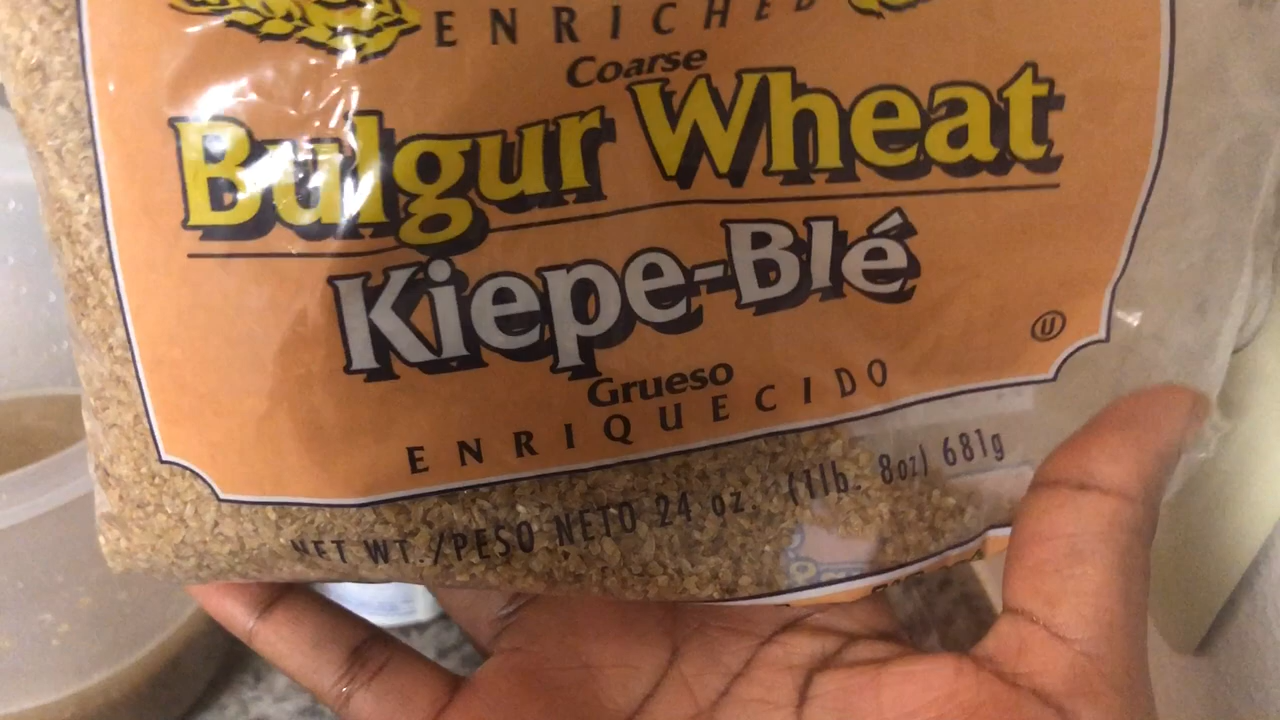 ENRICHED
Coarse
Bulgur Wheat
Kiepe-Blé
U
Grueso
ENRIQUECIDO
NET WT./PESO NETO 24 oz. (1lb. 8oz) 681g